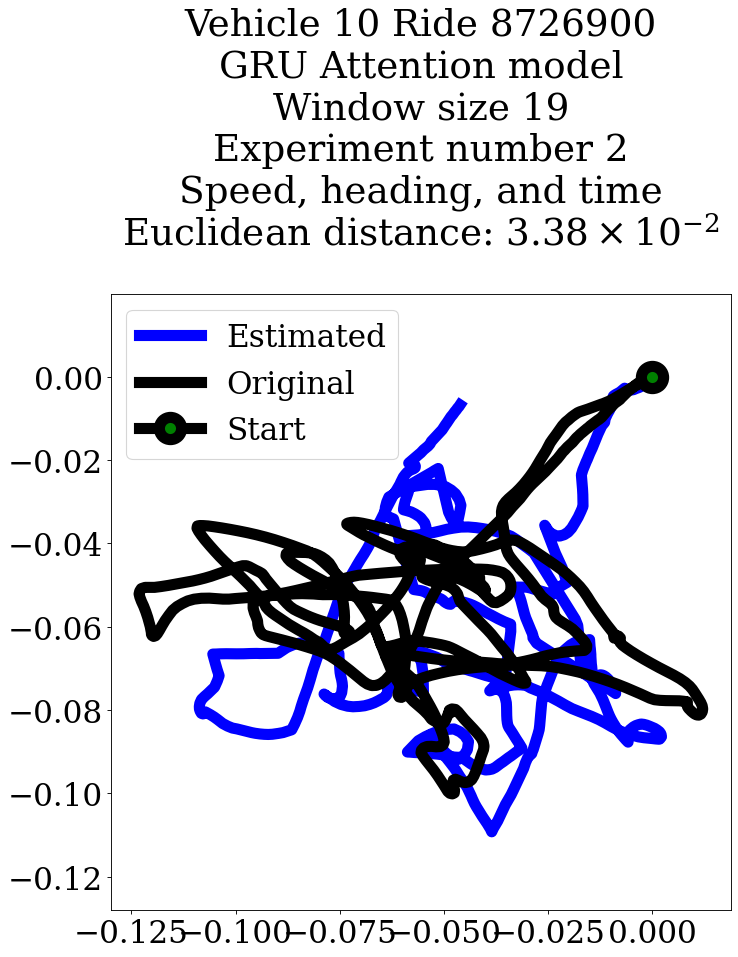 Vehicle 10 Ride 8726900
GRU Attention model
Window size 19
Experiment number 2
Speed, heading, and time
Euclidean distance: 3.38 × 10⁻²
Estimated
Original
Start
0.00
−0.02
−0.04
−0.06
−0.08
−0.10
−0.12
−0.125 −0.100 −0.075 −0.050 −0.025 0.000